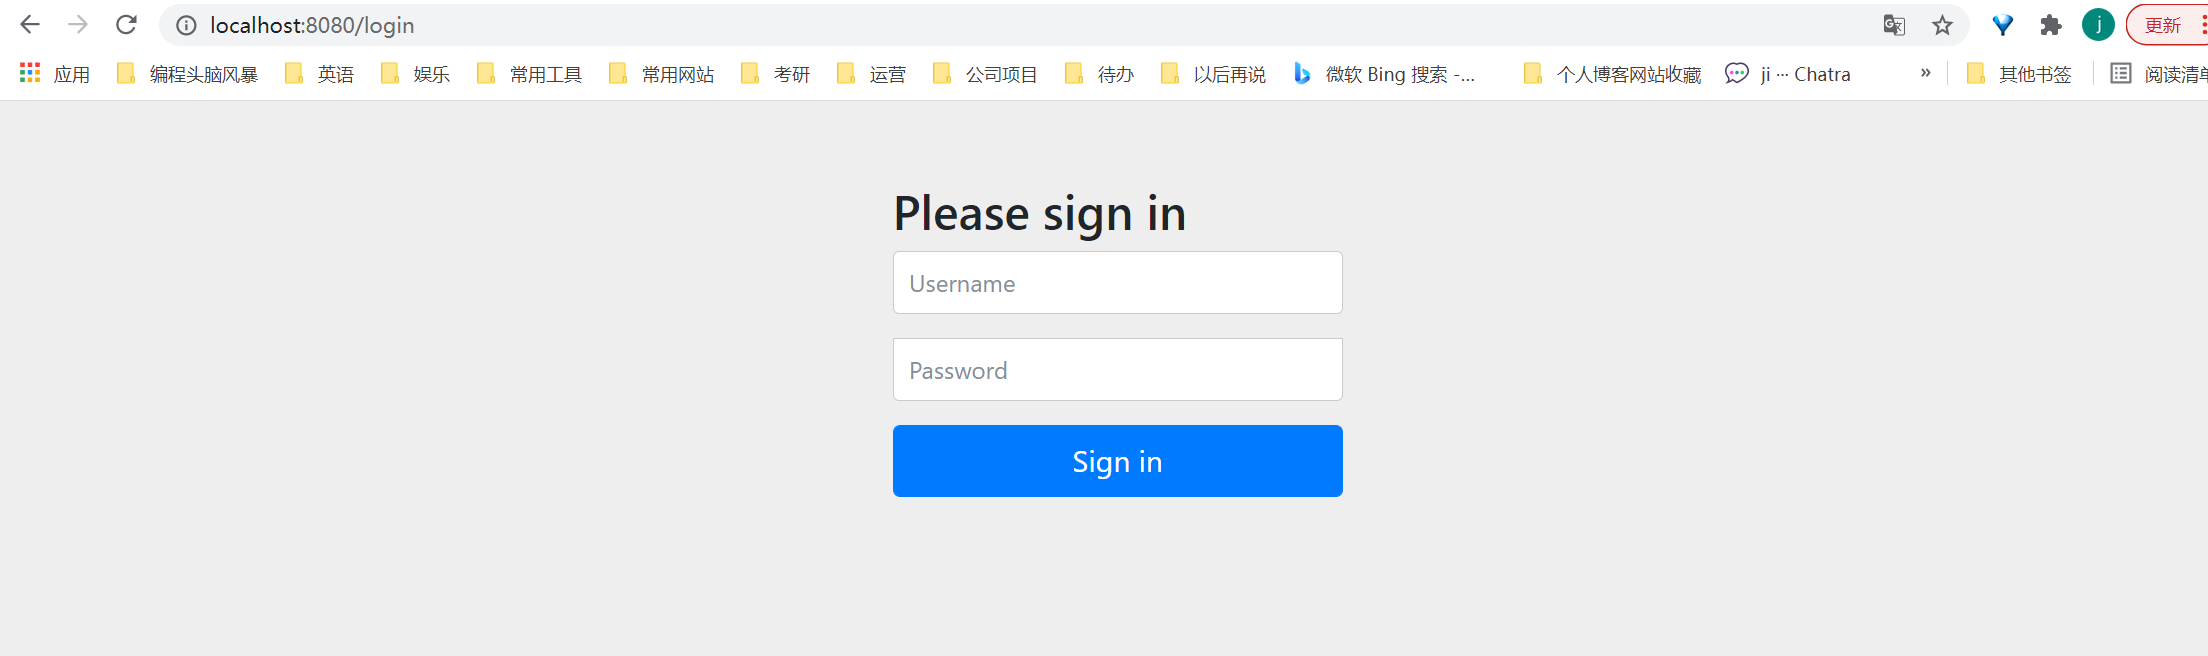 localhost:8080/login
j
更新
应用 编程头脑风暴 英语 娱乐 常用工具 常用网站 考研 运营 公司项目 待办 以后再说 微软 Bing 搜索 -... 个人博客网站收藏 ji ··· Chatra » 其他书签 阅读清单
Please sign in
Username
Password
Sign in